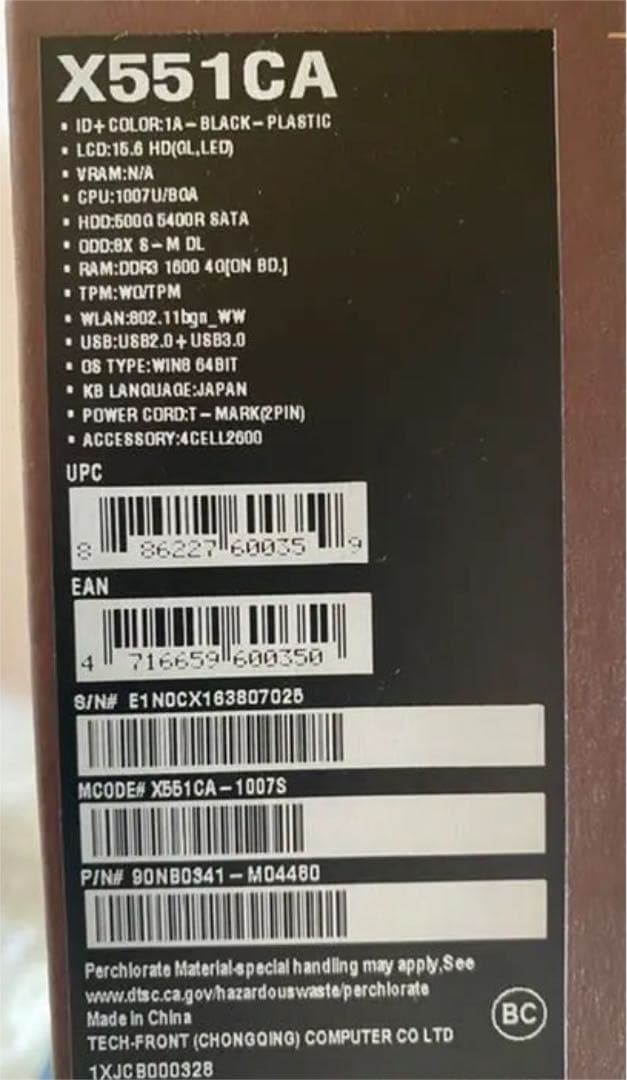 X551CA
▪ ID+COLOR:1A-BLACK-PLASTIC
▪ LCD:15.6 HD(GL,LED)
▪ VRAM:N/A
▪ CPU:1007U/BGA
▪ HDD:500G 5400R SATA
▪ ODD:8X S-M DL
▪ RAM:DDR3 1600 4G[ON BD.]
▪ TPM:WO/TPM
▪ WLAN:802.11bgn_WW
▪ USB:USB2.0+USB3.0
▪ OS TYPE:WIN8 64BIT
▪ KB LANGUAGE:JAPAN
▪ POWER CORD:T-MARK(2PIN)
▪ ACCESSORY:4CELL2600
UPC
8 86227 60035 9
EAN
4 716659 600350
S/N# E1N0CX163807025
MCODE# X551CA-1007S
P/N# 90NB0341-M04460
Perchlorate Material-special handling may apply.See
www.dtsc.ca.gov/hazardouswaste/perchlorate
Made in China
TECH-FRONT (CHONGQING) COMPUTER CO LTD
BC
1XJCB000328